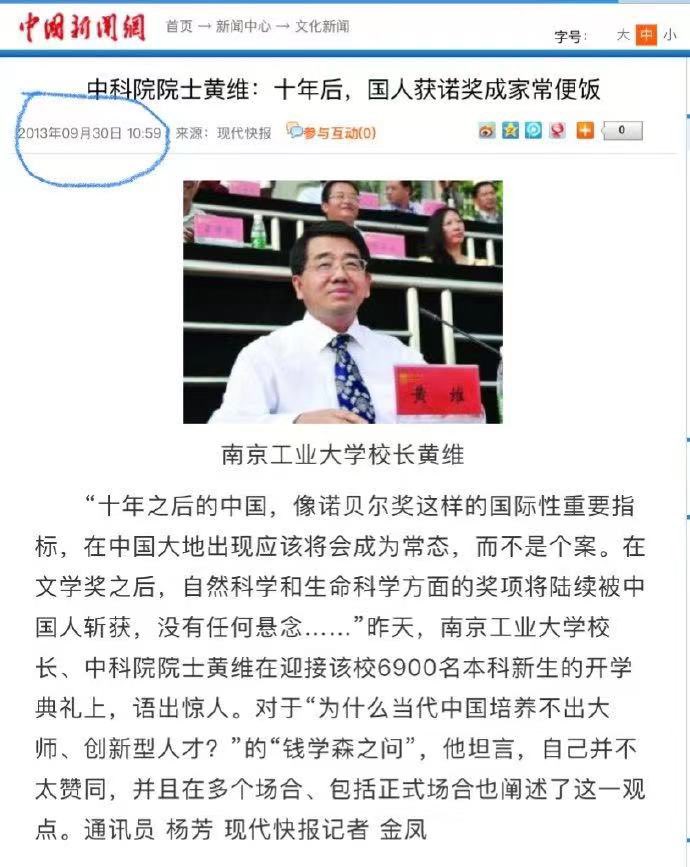 中國新聞網
首页 → 新闻中心 → 文化新闻
字号： 大 中 小
中科院院士黄维：十年后，国人获诺奖成家常便饭
2013年09月30日 10:59 来源：现代快报 参与互动(0)
0
黄 维
南京工业大学校长黄维
“十年之后的中国，像诺贝尔奖这样的国际性重要指
标，在中国大地出现应该将会成为常态，而不是个案。在
文学奖之后，自然科学和生命科学方面的奖项将陆续被中
国人斩获，没有任何悬念……”昨天，南京工业大学校
长、中科院院士黄维在迎接该校6900名本科新生的开学
典礼上，语出惊人。对于“为什么当代中国培养不出大
师、创新型人才？”的“钱学森之问”，他坦言，自己并不
太赞同，并且在多个场合、包括正式场合也阐述了这一观
点。通讯员 杨芳 现代快报记者 金凤